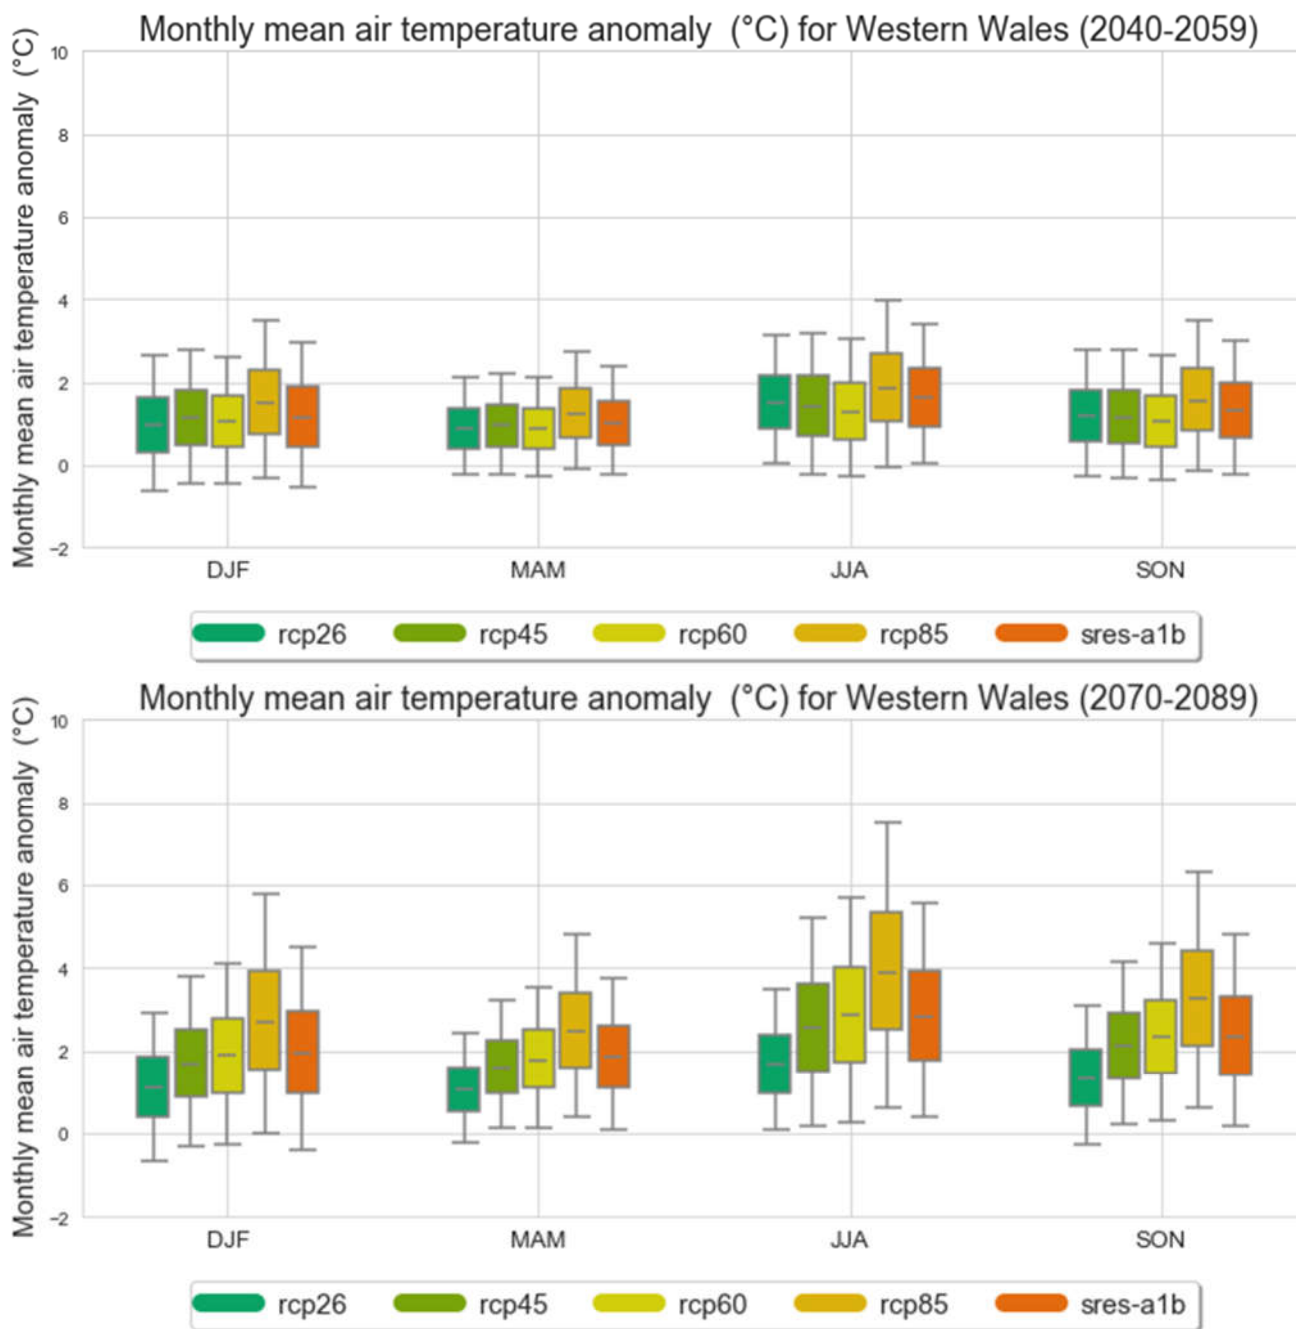 Monthly mean air temperature anomaly (°C) for Western Wales (2040-2059)
Monthly mean air temperature anomaly (°C)
10
8
6
4
2
0
−2
DJF MAM JJA SON
rcp26 rcp45 rcp60 rcp85 sres-a1b
Monthly mean air temperature anomaly (°C) for Western Wales (2070-2089)
Monthly mean air temperature anomaly (°C)
10
8
6
4
2
0
−2
DJF MAM JJA SON
rcp26 rcp45 rcp60 rcp85 sres-a1b